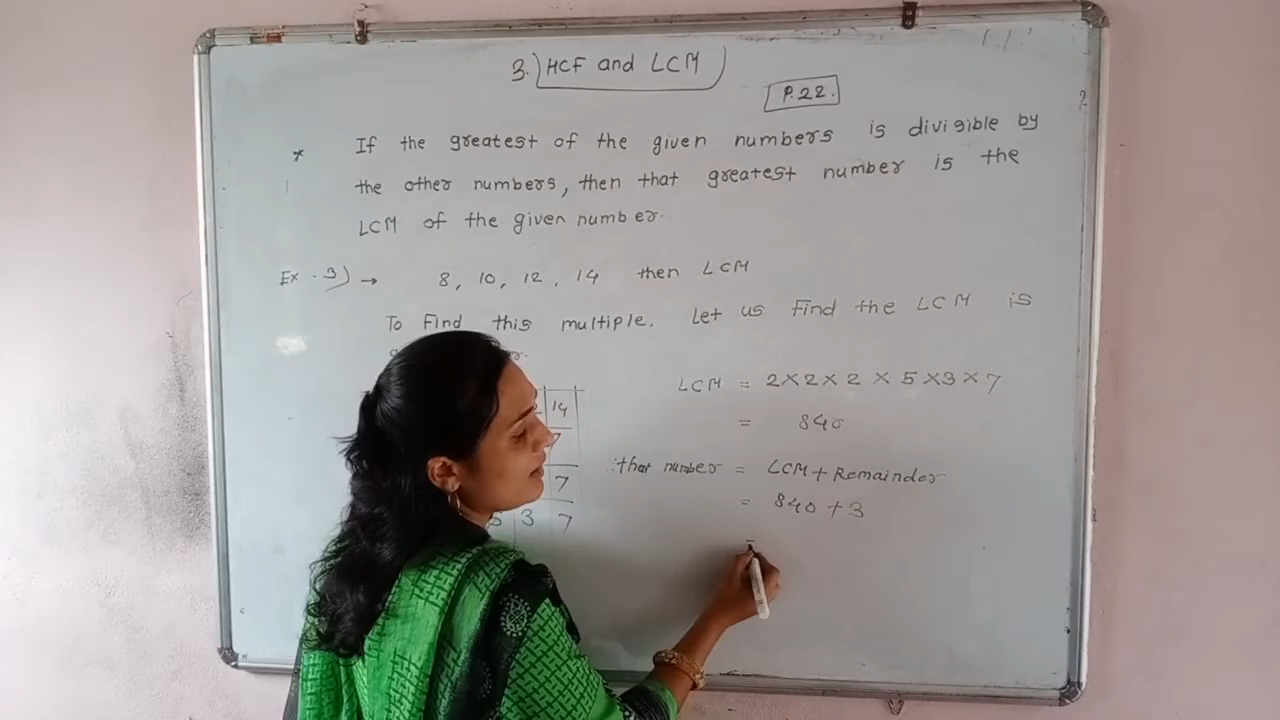 3.) HCF and LCM
P.22.
* If the greatest of the given numbers is divisible by
the other numbers, then that greatest number is the
LCM of the given number.
Ex. 3) → 8, 10, 12, 14 then LCM
To Find this multiple. Let us find the LCM is
LCM = 2×2×2×5×3×7
14
= 840
7
∴ that number = LCM + Remainder
7
= 840 + 3
5 3 7
=